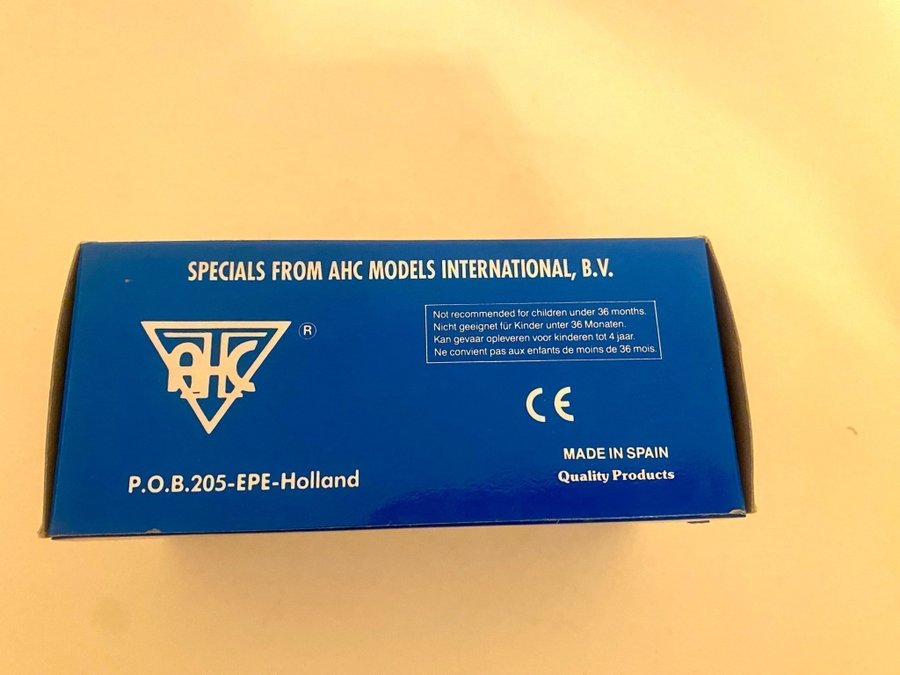 SPECIALS FROM AHC MODELS INTERNATIONAL, B.V.
AHC ®
Not recommended for children under 36 months.
Nicht geeignet für Kinder unter 36 Monaten.
Kan gevaar opleveren voor kinderen tot 4 jaar.
Ne convient pas aux enfants de moins de 36 mois.
CE
MADE IN SPAIN
Quality Products
P.O.B.205-EPE-Holland